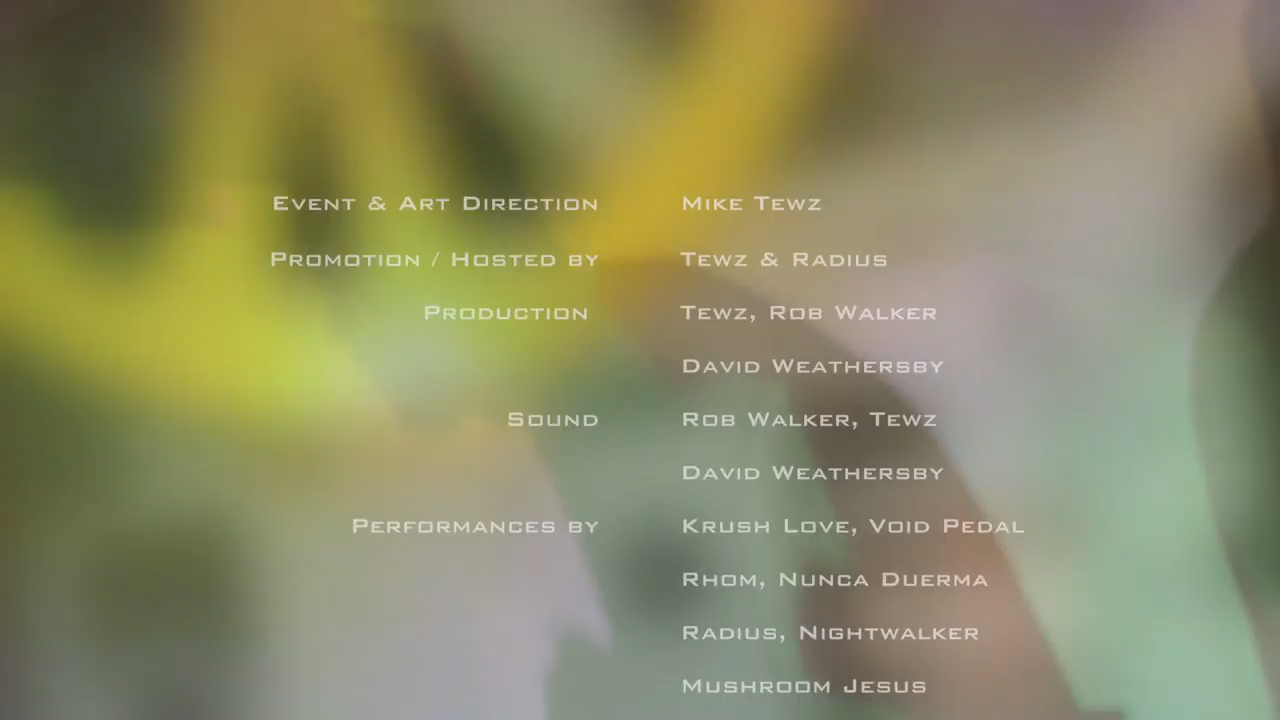 Event & Art Direction Mike Tewz
Promotion / Hosted by Tewz & Radius
Production Tewz, Rob Walker
David Weathersby
Sound Rob Walker, Tewz
David Weathersby
Performances by Krush Love, Void Pedal
Rhom, Nunca Duerma
Radius, Nightwalker
Mushroom Jesus